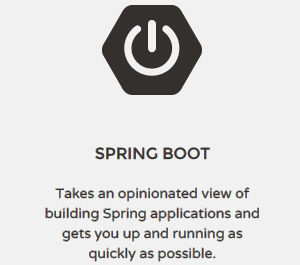 SPRING BOOT
Takes an opinionated view of
building Spring applications and
gets you up and running as
quickly as possible.